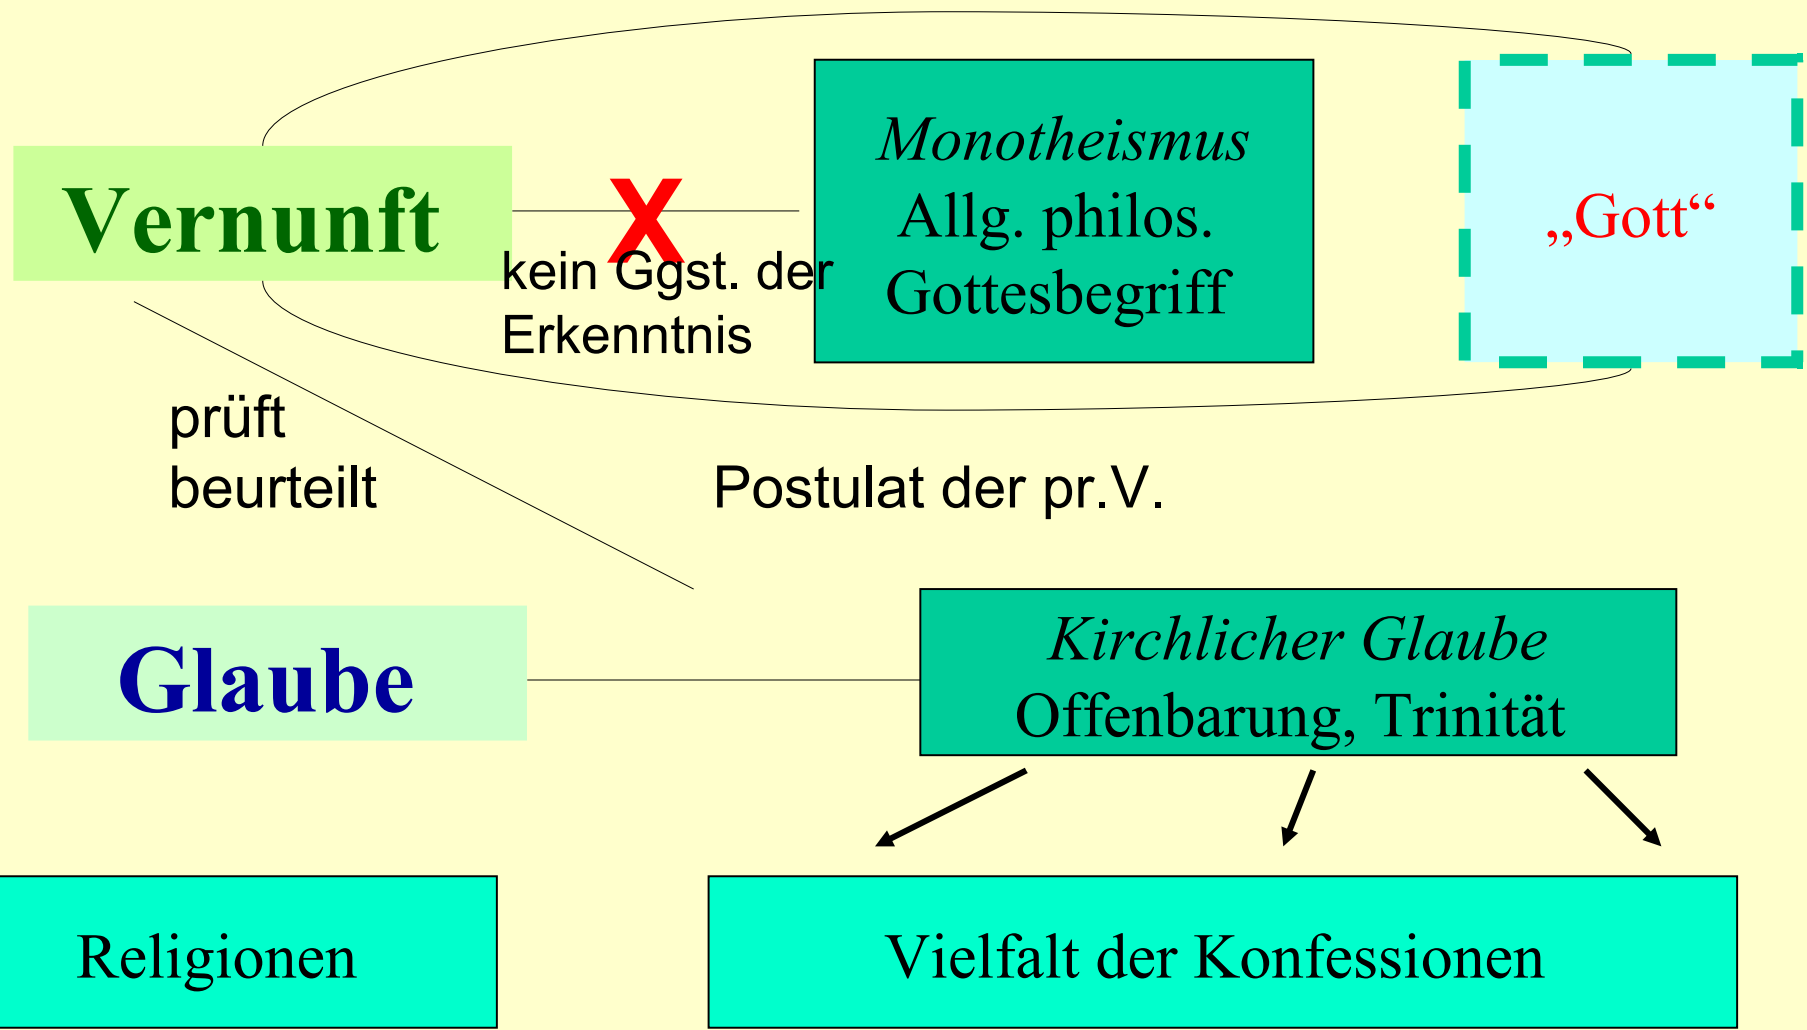 Monotheismus
Allg. philos.
Gottesbegriff
„Gott“
Vernunft
X
kein Ggst. der
Erkenntnis
prüft
beurteilt
Postulat der pr.V.
Glaube
Kirchlicher Glaube
Offenbarung, Trinität
Religionen
Vielfalt der Konfessionen